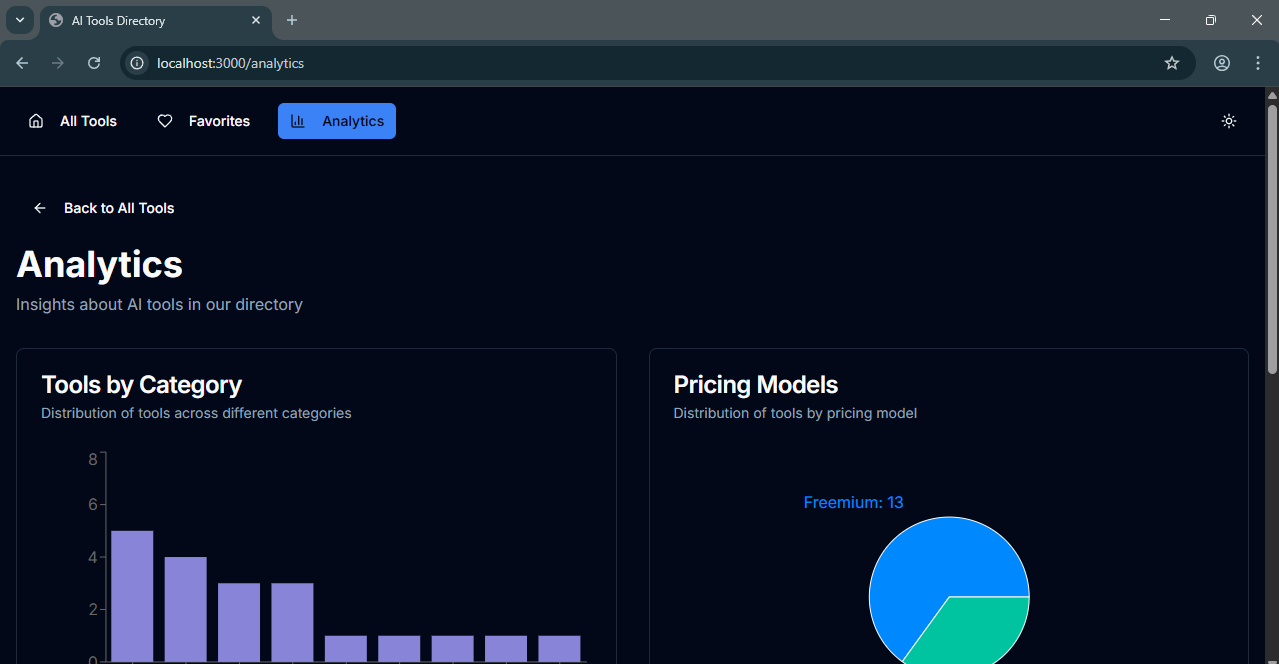 AI Tools Directory
localhost:3000/analytics
All Tools
Favorites
Analytics
Back to All Tools
Analytics
Insights about AI tools in our directory
Tools by Category
Distribution of tools across different categories
8
6
4
2
0
Pricing Models
Distribution of tools by pricing model
Freemium: 13